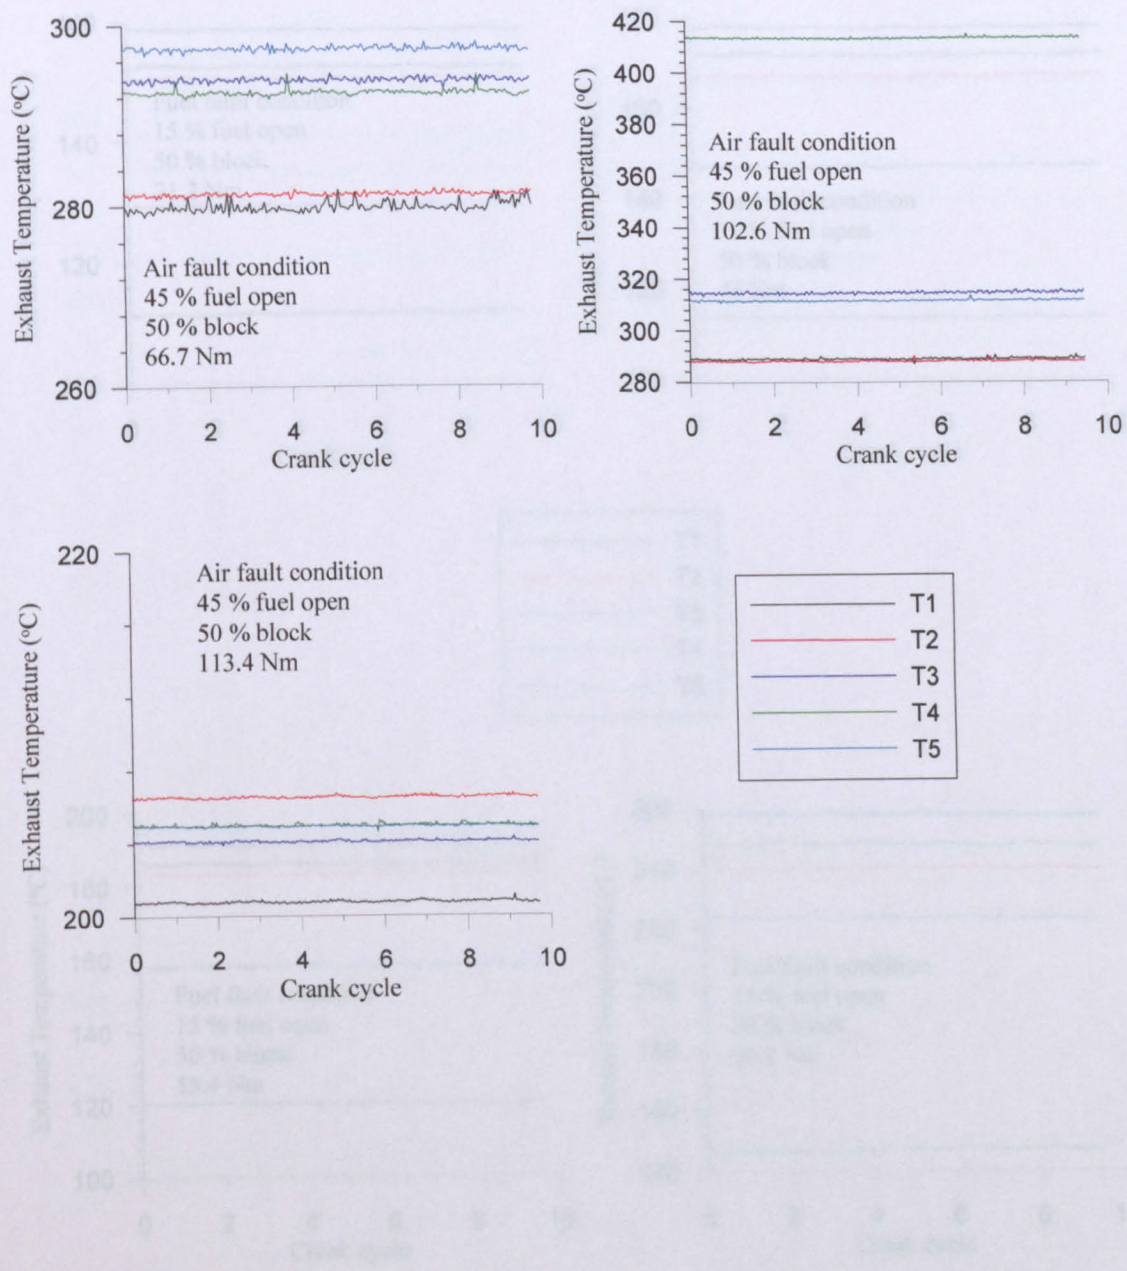 300
280
260
Exhaust Temperature (°C)
Air fault condition
45 % fuel open
50 % block
66.7 Nm
0 2 4 6 8 10
Crank cycle
420
400
380
360
340
320
300
280
Exhaust Temperature (°C)
Air fault condition
45 % fuel open
50 % block
102.6 Nm
0 2 4 6 8 10
Crank cycle
220
200
Exhaust Temperature (°C)
Air fault condition
45 % fuel open
50 % block
113.4 Nm
0 2 4 6 8 10
Crank cycle
T1
T2
T3
T4
T5